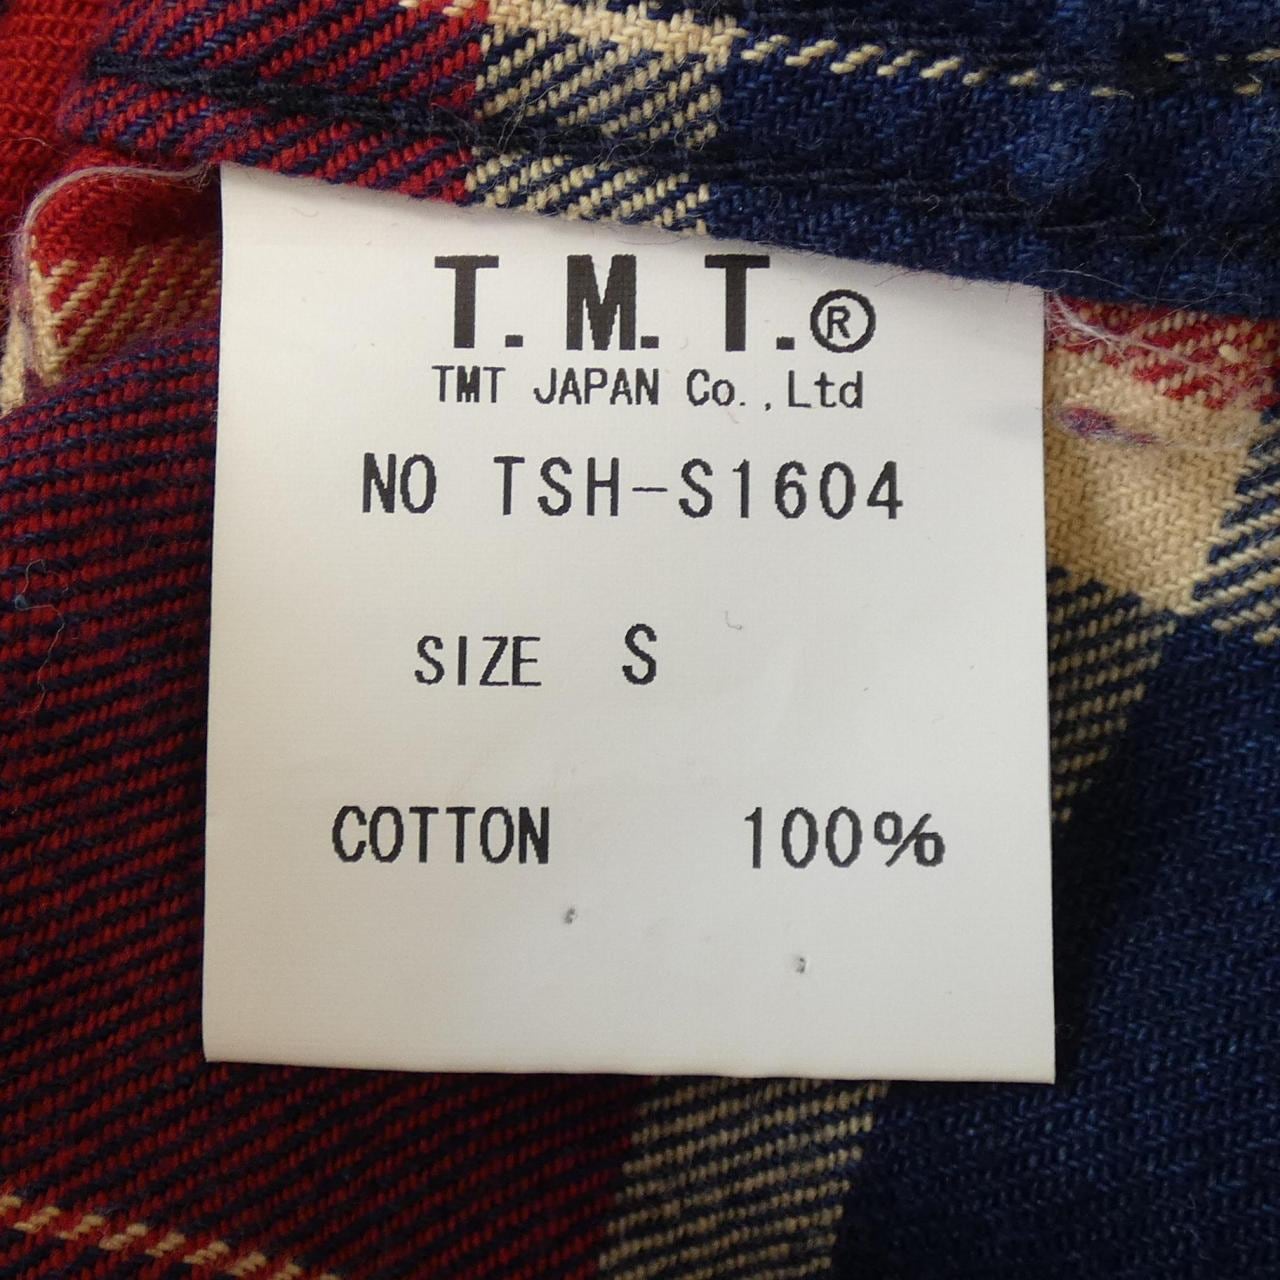 T.M.T.®
TMT JAPAN Co.,Ltd
NO TSH-S1604
SIZE S
COTTON 100%